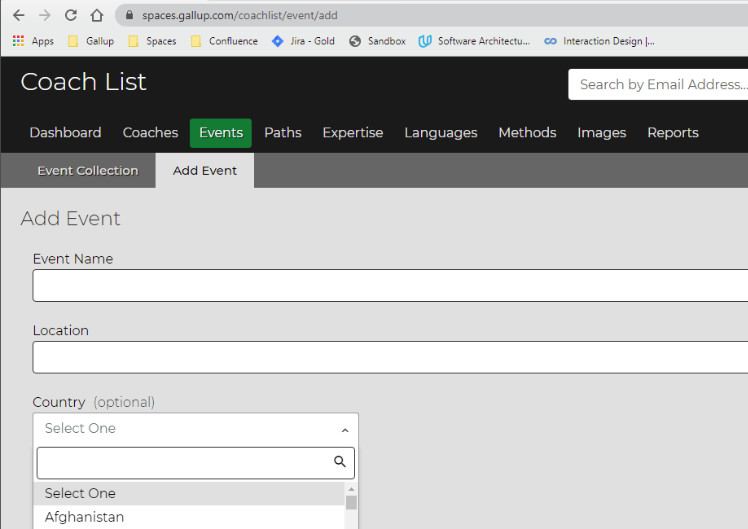 spaces.gallup.com/coachlist/event/add
Apps Gallup Spaces Confluence Jira - Gold Sandbox Software Architectu... Interaction Design |...
Coach List
Search by Email Address...
Dashboard Coaches Events Paths Expertise Languages Methods Images Reports
Event Collection Add Event
Add Event
Event Name
Location
Country (optional)
Select One
Select One
Afghanistan